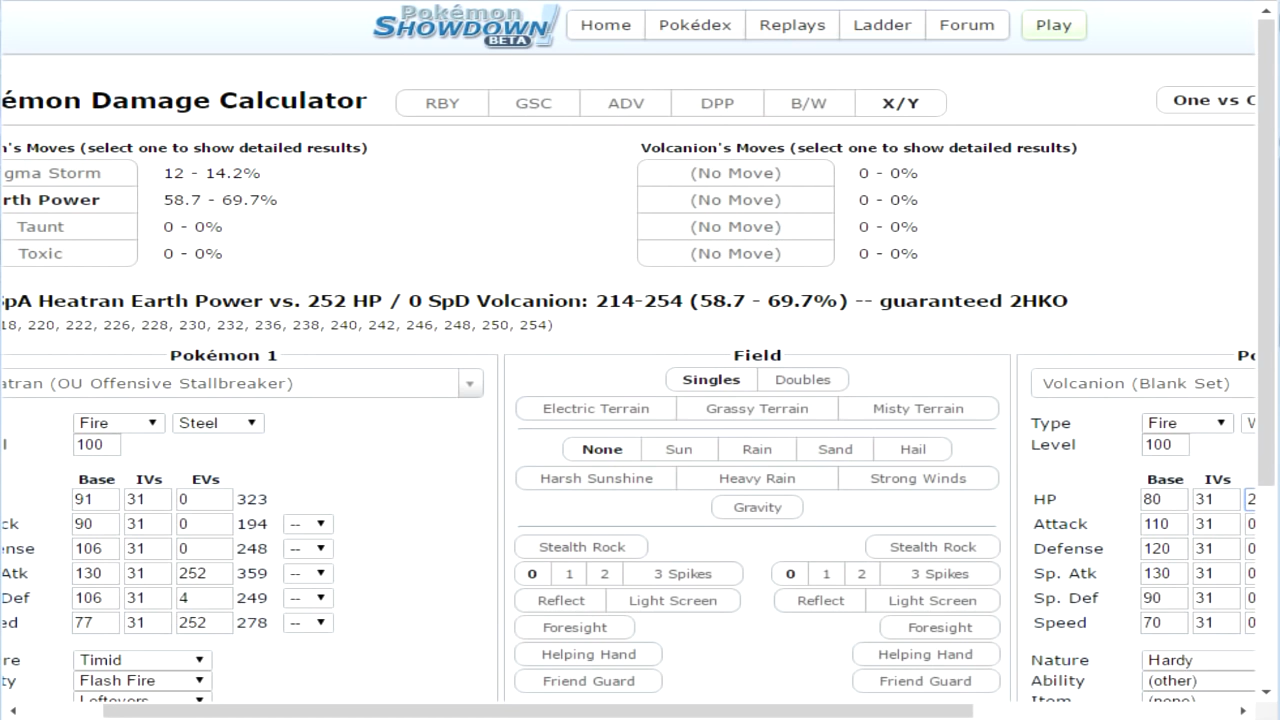 Pokémon
SHOWDOWN!
BETA
Home Pokédex Replays Ladder Forum Play
émon Damage Calculator RBY GSC ADV DPP B/W X/Y One vs
's Moves (select one to show detailed results) Volcanion's Moves (select one to show detailed results)
gma Storm 12 - 14.2% (No Move) 0 - 0%
rth Power 58.7 - 69.7% (No Move) 0 - 0%
Taunt 0 - 0% (No Move) 0 - 0%
Toxic 0 - 0% (No Move) 0 - 0%
SpA Heatran Earth Power vs. 252 HP / 0 SpD Volcanion: 214-254 (58.7 - 69.7%) -- guaranteed 2HKO
18, 220, 222, 226, 228, 230, 232, 236, 238, 240, 242, 246, 248, 250, 254)
Pokémon 1 Field
atran (OU Offensive Stallbreaker) Singles Doubles Volcanion (Blank Set)
Electric Terrain Grassy Terrain Misty Terrain
Fire Steel Type Fire
100 None Sun Rain Sand Hail Level 100
Base IVs EVs Harsh Sunshine Heavy Rain Strong Winds Base IVs
91 31 0 323 Gravity HP 80 31 2
ck 90 31 0 194 -- Attack 110 31 0
ense 106 31 0 248 -- Stealth Rock Stealth Rock Defense 120 31 0
Atk 130 31 252 359 -- 0 1 2 3 Spikes 0 1 2 3 Spikes Sp. Atk 130 31 0
Def 106 31 4 249 -- Reflect Light Screen Reflect Light Screen Sp. Def 90 31 0
ed 77 31 252 278 -- Foresight Foresight Speed 70 31 0
Helping Hand Helping Hand
re Timid Nature Hardy
ty Flash Fire Friend Guard Friend Guard Ability (other)
Leftovers Item (none)